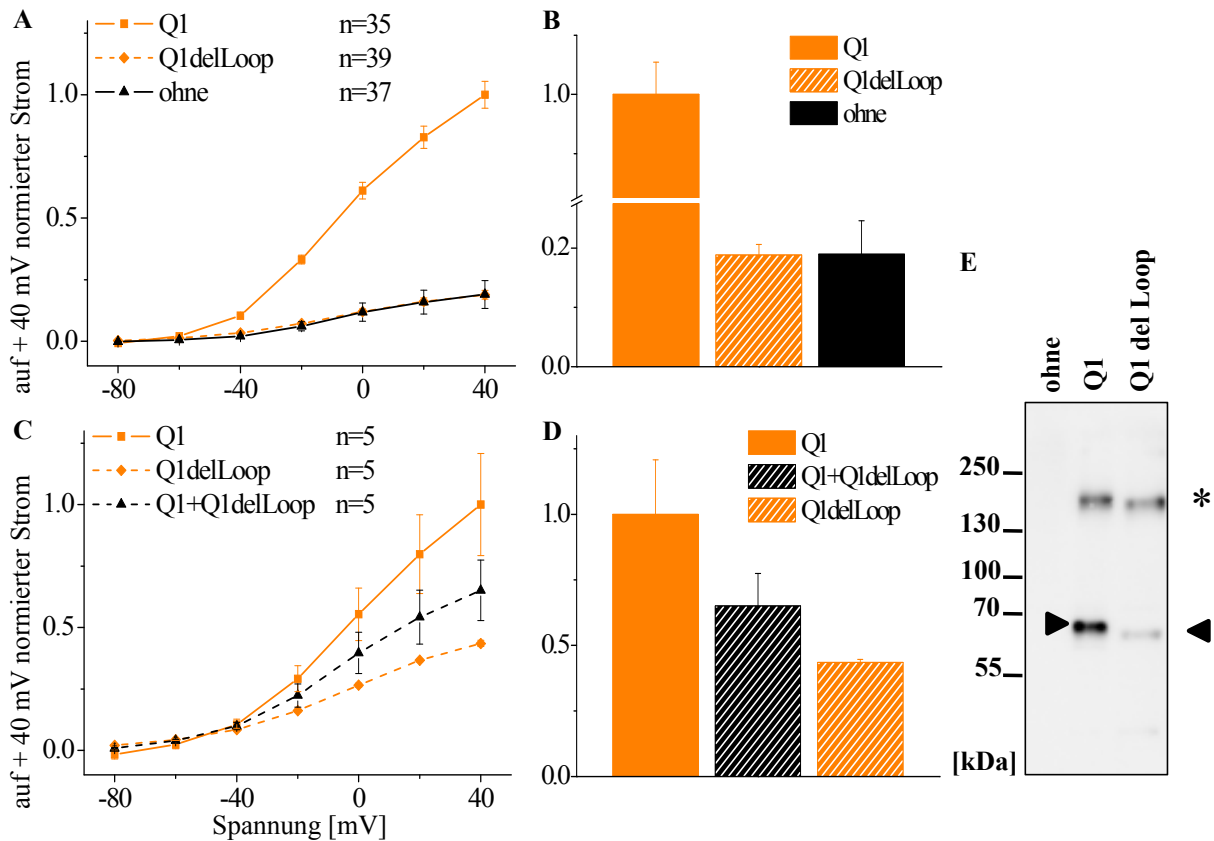 A
Q1 n=35
Q1delLoop n=39
ohne n=37
auf + 40 mV normierter Strom
1.0
0.5
0.0
-80 -40 0 40
B
Q1
Q1delLoop
ohne
1.0
0.2
0.0
C
Q1 n=5
Q1delLoop n=5
Q1+Q1delLoop n=5
auf + 40 mV normierter Strom
1.0
0.5
0.0
-80 -40 0 40
Spannung [mV]
D
Q1
Q1+Q1delLoop
Q1delLoop
1.0
0.5
0.0
E
ohne
Q1
Q1 del Loop
250
130
100
70
55
[kDa]
*